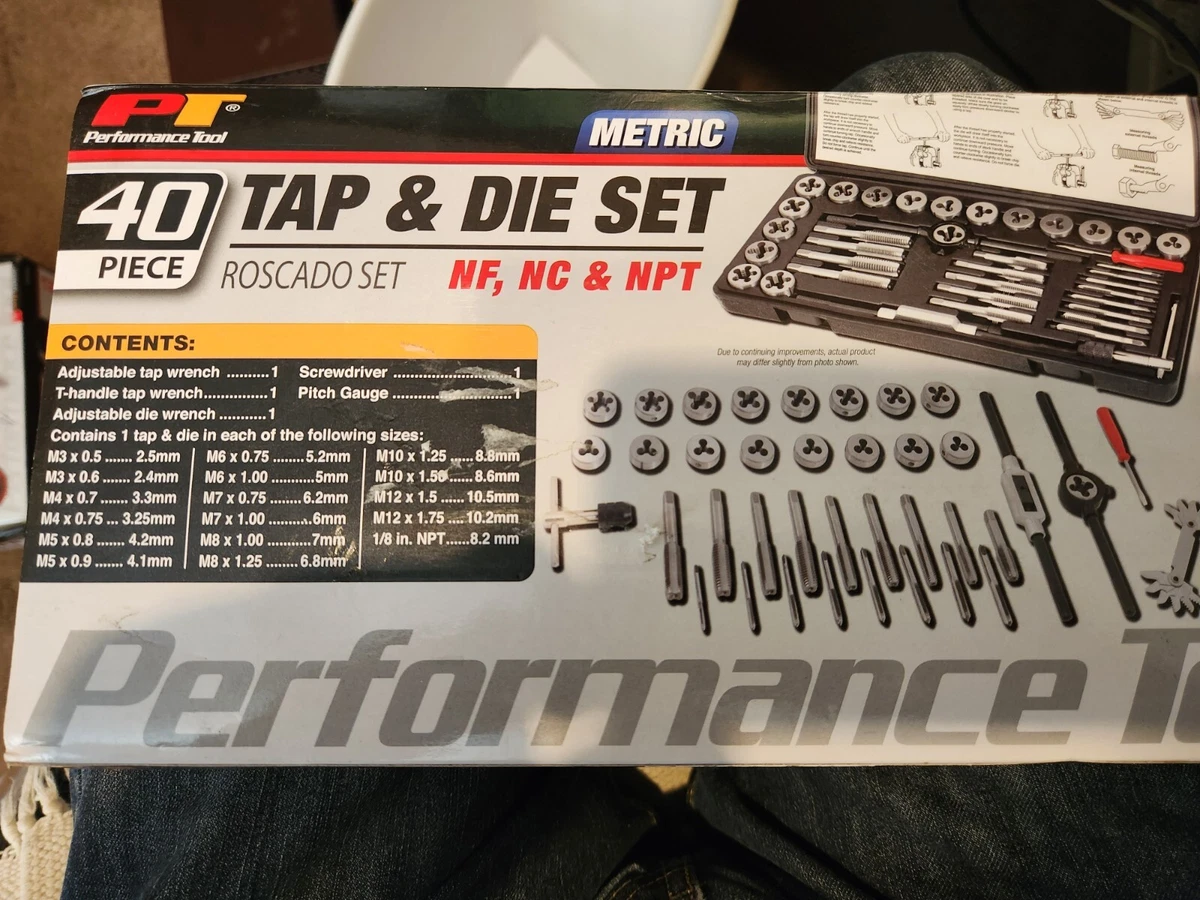 PT®
Performance Tool
METRIC
40
PIECE
TAP & DIE SET
ROSCADO SET
NF, NC & NPT
Due to continuing improvements, actual product
may differ slightly from photo shown.
CONTENTS:
Adjustable tap wrench ..........1
T-handle tap wrench...............1
Adjustable die wrench ...........1
Screwdriver ........................1
Pitch Gauge ........................1
Contains 1 tap & die in each of the following sizes:
M3 x 0.5 ...... 2.5mm
M3 x 0.6 ....... 2.4mm
M4 x 0.7 ....... 3.3mm
M4 x 0.75 ... 3.25mm
M5 x 0.8 ....... 4.2mm
M5 x 0.9 ....... 4.1mm
M6 x 0.75 ........5.2mm
M6 x 1.00 ........5mm
M7 x 0.75 .......6.2mm
M7 x 1.00 ..........6mm
M8 x 1.00 ..........7mm
M8 x 1.25 ........6.8mm
M10 x 1.25 ...... 8.8mm
M10 x 1.50 ...... 8.6mm
M12 x 1.5 ...... 10.5mm
M12 x 1.75 .... 10.2mm
1/8 in. NPT......8.2 mm
Performance